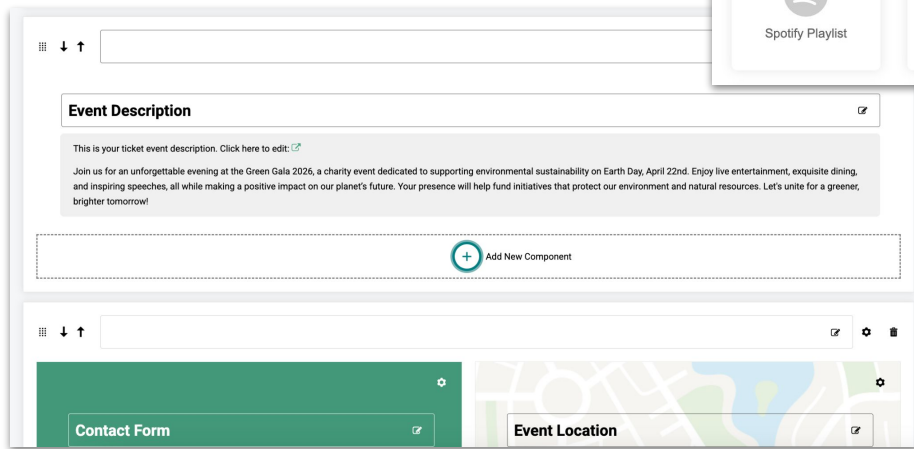 Spotify Playlist
Event Description
This is your ticket event description. Click here to edit:
Join us for an unforgettable evening at the Green Gala 2026, a charity event dedicated to supporting environmental sustainability on Earth Day, April 22nd. Enjoy live entertainment, exquisite dining,
and inspiring speeches, all while making a positive impact on our planet's future. Your presence will help fund initiatives that protect our environment and natural resources. Let's unite for a greener,
brighter tomorrow!
Add New Component
Contact Form
Event Location